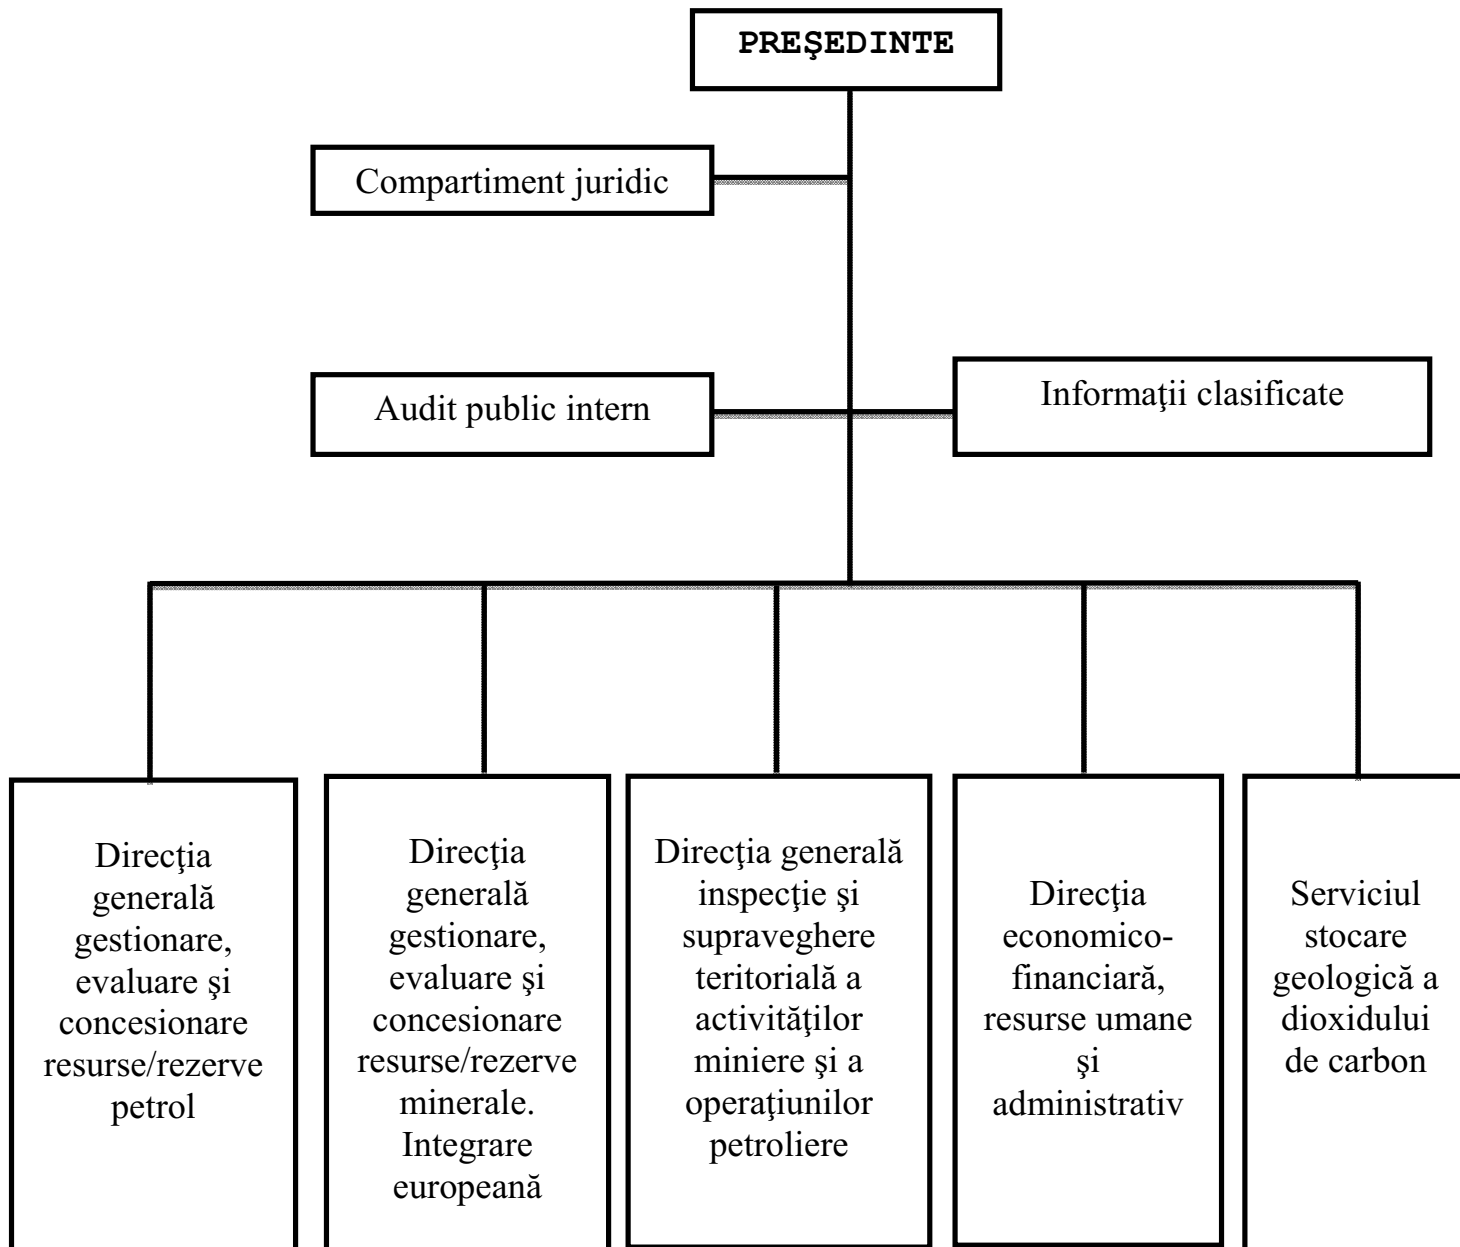 PREŞEDINTE
Compartiment juridic
Audit public intern
Informaţii clasificate
Direcţia
generală
gestionare,
evaluare şi
concesionare
resurse/rezerve
petrol
Direcţia
generală
gestionare,
evaluare şi
concesionare
resurse/rezerve
minerale.
Integrare
europeană
Direcţia generală
inspecţie şi
supraveghere
teritorială a
activităţilor
miniere şi a
operaţiunilor
petroliere
Direcţia
economico-
financiară,
resurse umane
şi
administrativ
Serviciul
stocare
geologică a
dioxidului
de carbon